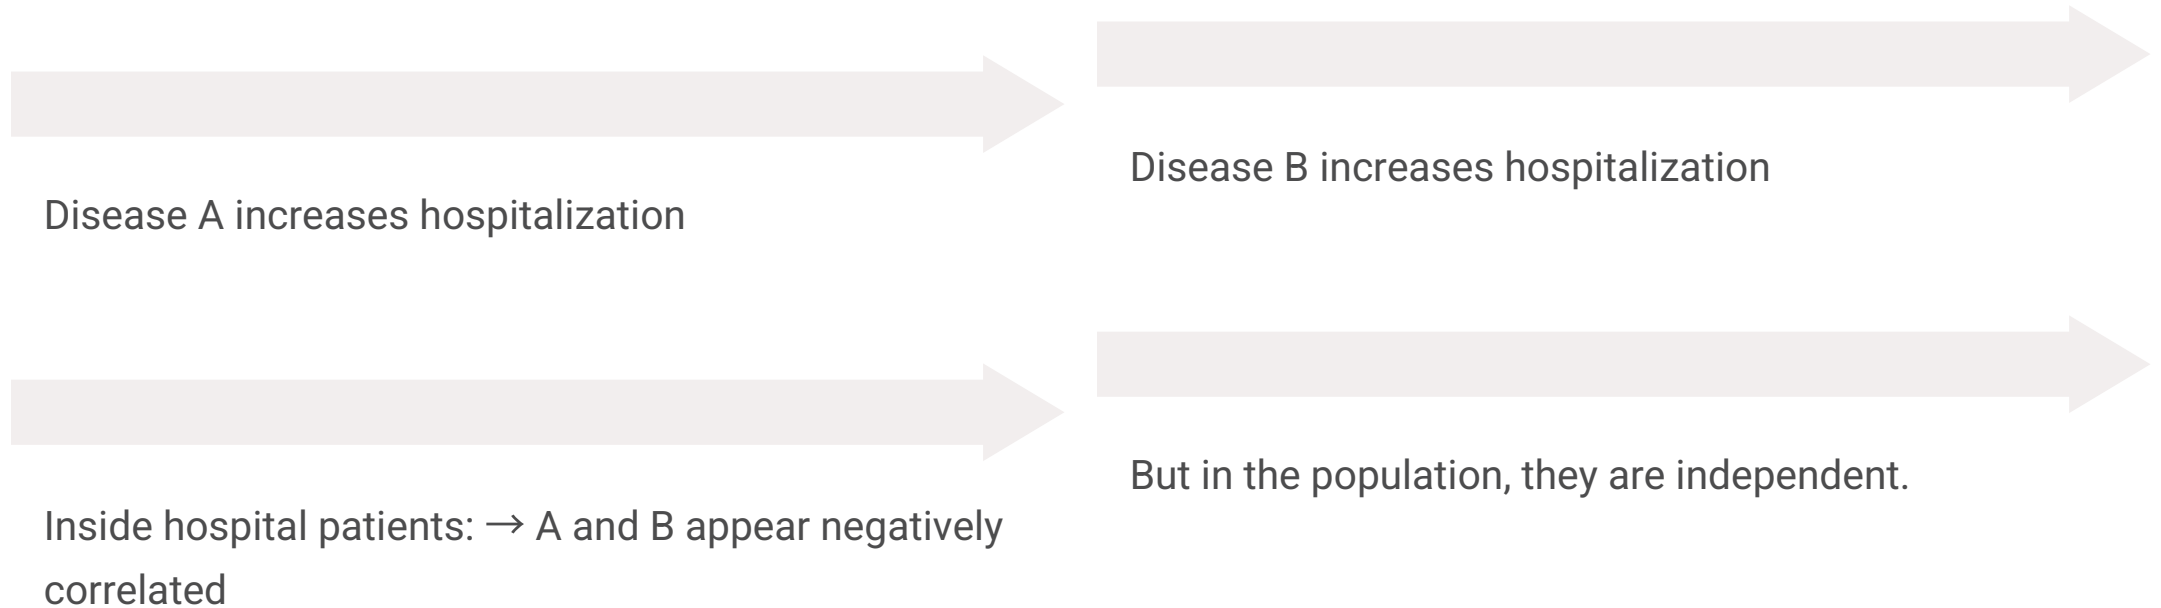 Disease A increases hospitalization
Disease B increases hospitalization
Inside hospital patients: → A and B appear negatively
correlated
But in the population, they are independent.